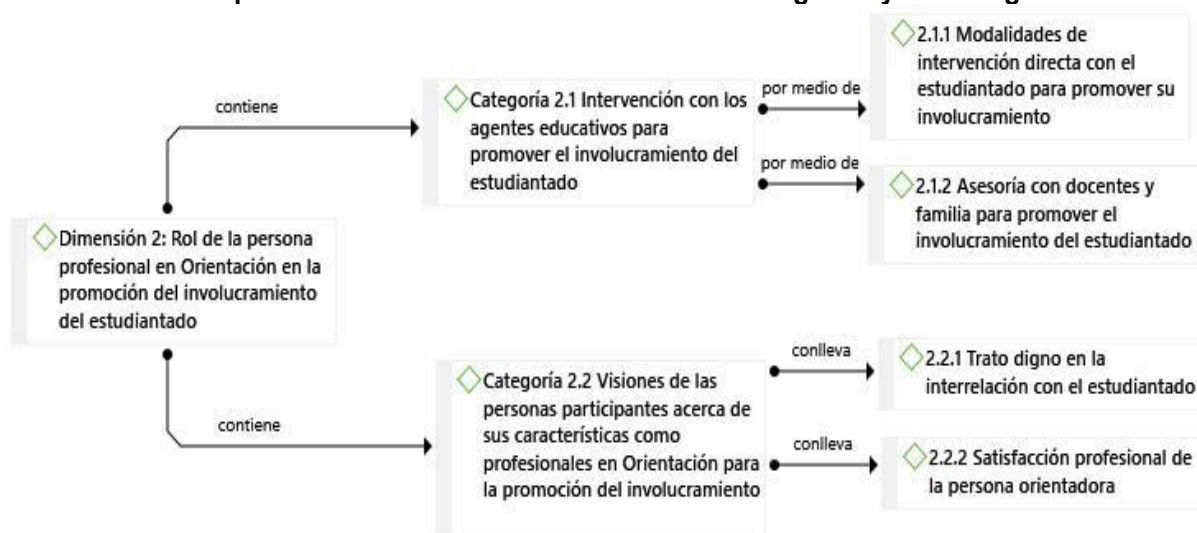 contiene
Categoría 2.1 Intervención con los
agentes educativos para
promover el involucramiento del
estudiantado
por medio de
2.1.1 Modalidades de
intervención directa con el
estudiantado para promover su
involucramiento
por medio de
2.1.2 Asesoría con docentes y
familia para promover el
involucramiento del estudiantado
Dimensión 2: Rol de la persona
profesional en Orientación en la
promoción del involucramiento
del estudiantado
contiene
Categoría 2.2 Visiones de las
personas participantes acerca de
sus características como
profesionales en Orientación para
la promoción del involucramiento
conlleva
2.2.1 Trato digno en la
interrelación con el estudiantado
conlleva
2.2.2 Satisfacción profesional de
la persona orientadora